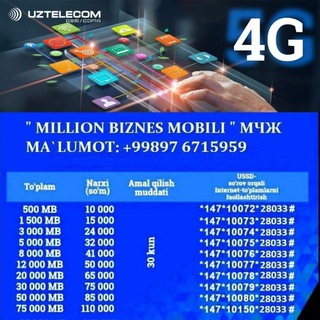 UZTELECOM
GSM/CDMA
4G
" MILLION BIZNES MOBILI " МЧЖ
MA`LUMOT: +99897 6715959
To'plam Narxi (so'm) Amal qilish muddati USSD-so'rov orqali Internet-to'plamlarni faollashtirish
500 MB 10 000 *147*10072*28033#
1 500 MB 15 000 *147*10073*28033#
3 000 MB 24 000 *147*10074*28033#
5 000 MB 32 000 *147*10075*28033#
8 000 MB 41 000 *147*10076*28033#
12 000 MB 50 000 *147*10077*28033#
20 000 MB 65 000 *147*10078*28033#
30 000 MB 75 000 *147*10079*28033#
50 000 MB 85 000 *147*10080*28033#
75 000 MB 110 000 *147*10150*28033#
30 kun